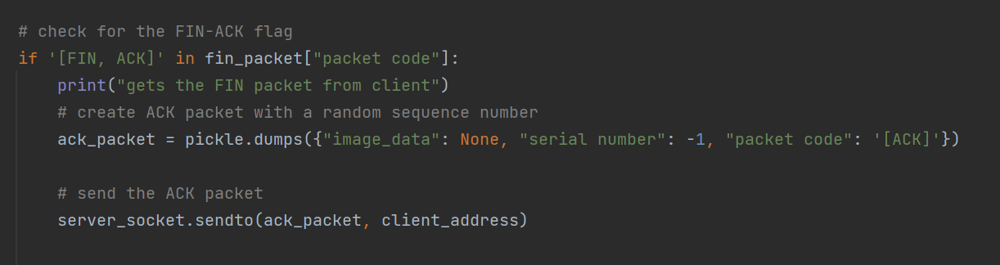 # check for the FIN-ACK flag
if '[FIN, ACK]' in fin_packet["packet code"]:
    print("gets the FIN packet from client")
    # create ACK packet with a random sequence number
    ack_packet = pickle.dumps({"image_data": None, "serial number": -1, "packet code": '[ACK]'})
    # send the ACK packet
    server_socket.sendto(ack_packet, client_address)